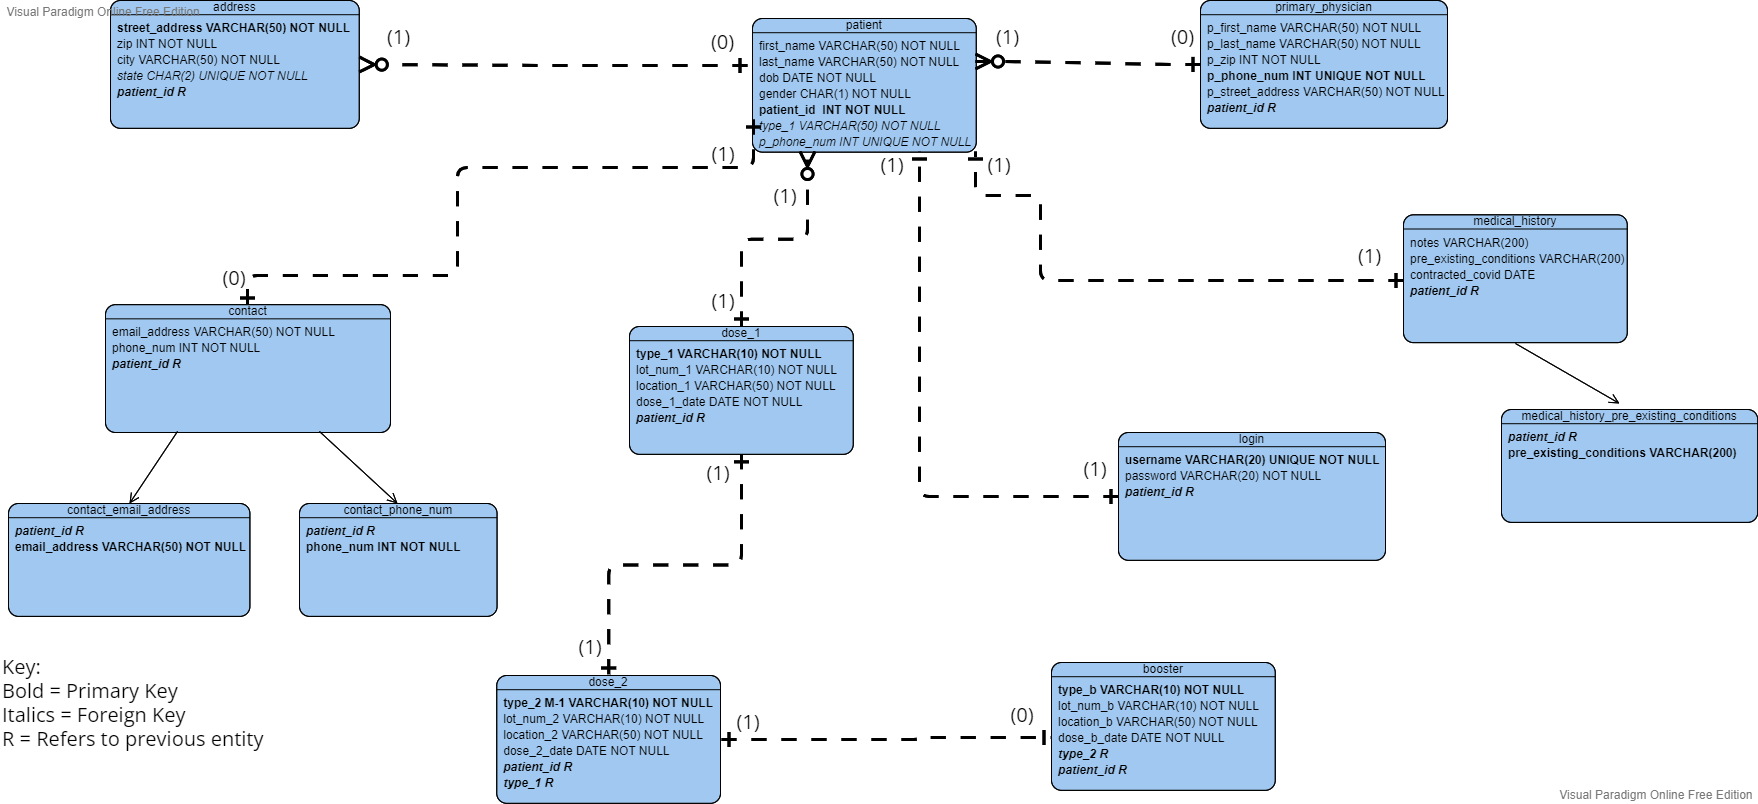 Visual Paradigm Online Free Edition
address
street_address VARCHAR(50) NOT NULL
zip INT NOT NULL
city VARCHAR(50) NOT NULL
state CHAR(2) UNIQUE NOT NULL
patient_id R
(1)
(0)
patient
first_name VARCHAR(50) NOT NULL
last_name VARCHAR(50) NOT NULL
dob DATE NOT NULL
gender CHAR(1) NOT NULL
patient_id  INT NOT NULL
type_1 VARCHAR(50) NOT NULL
p_phone_num INT UNIQUE NOT NULL
(1)
(0)
primary_physician
p_first_name VARCHAR(50) NOT NULL
p_last_name VARCHAR(50) NOT NULL
p_zip INT NOT NULL
p_phone_num INT UNIQUE NOT NULL
p_street_address VARCHAR(50) NOT NULL
patient_id R
(1)
(1)
(1)
(1)
(0)
contact
email_address VARCHAR(50) NOT NULL
phone_num INT NOT NULL
patient_id R
(1)
dose_1
type_1 VARCHAR(10) NOT NULL
lot_num_1 VARCHAR(10) NOT NULL
location_1 VARCHAR(50) NOT NULL
dose_1_date DATE NOT NULL
patient_id R
(1)
(1)
medical_history
notes VARCHAR(200)
pre_existing_conditions VARCHAR(200)
contracted_covid DATE
patient_id R
medical_history_pre_existing_conditions
patient_id R
pre_existing_conditions VARCHAR(200)
(1)
login
username VARCHAR(20) UNIQUE NOT NULL
password VARCHAR(20) NOT NULL
patient_id R
contact_email_address
patient_id R
email_address VARCHAR(50) NOT NULL
contact_phone_num
patient_id R
phone_num INT NOT NULL
(1)
dose_2
type_2 M-1 VARCHAR(10) NOT NULL
lot_num_2 VARCHAR(10) NOT NULL
location_2 VARCHAR(50) NOT NULL
dose_2_date DATE NOT NULL
patient_id R
type_1 R
(1)
(0)
booster
type_b VARCHAR(10) NOT NULL
lot_num_b VARCHAR(10) NOT NULL
location_b VARCHAR(50) NOT NULL
dose_b_date DATE NOT NULL
type_2 R
patient_id R
Key:
Bold = Primary Key
Italics = Foreign Key
R = Refers to previous entity
Visual Paradigm Online Free Edition